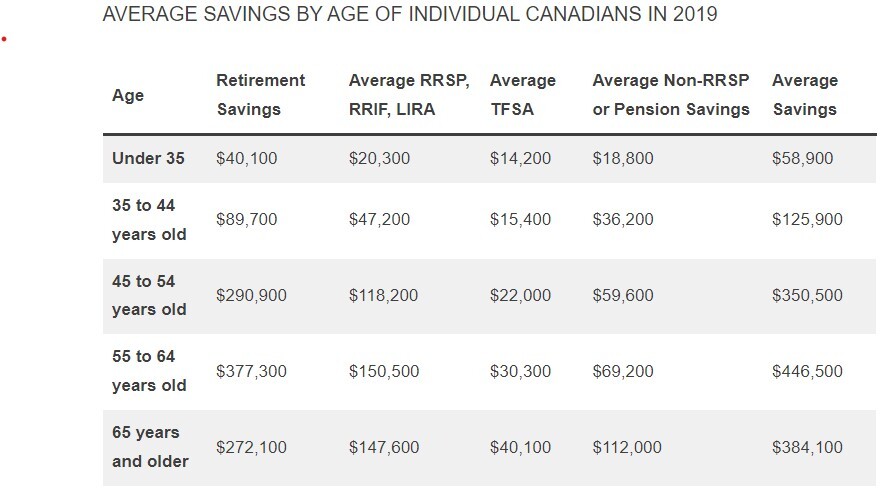 AVERAGE SAVINGS BY AGE OF INDIVIDUAL CANADIANS IN 2019
Age Retirement Savings Average RRSP, RRIF, LIRA Average TFSA Average Non-RRSP or Pension Savings Average Savings
Under 35 $40,100 $20,300 $14,200 $18,800 $58,900
35 to 44 years old $89,700 $47,200 $15,400 $36,200 $125,900
45 to 54 years old $290,900 $118,200 $22,000 $59,600 $350,500
55 to 64 years old $377,300 $150,500 $30,300 $69,200 $446,500
65 years and older $272,100 $147,600 $40,100 $112,000 $384,100